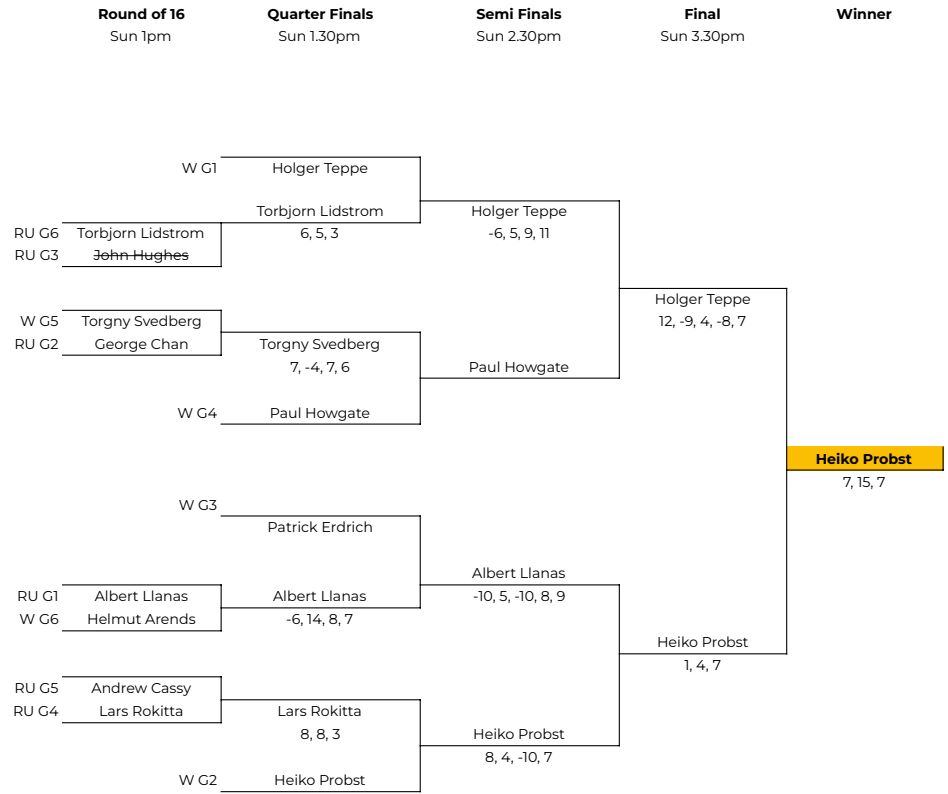 Round of 16 Quarter Finals Semi Finals Final Winner
Sun 1pm Sun 1.30pm Sun 2.30pm Sun 3.30pm
W G1 Holger Teppe
Torbjorn Lidstrom Holger Teppe
RU G6 Torbjorn Lidstrom 6, 5, 3 -6, 5, 9, 11
RU G3 John Hughes
Holger Teppe
W G5 Torgny Svedberg 12, -9, 4, -8, 7
RU G2 George Chan Torgny Svedberg
7, -4, 7, 6 Paul Howgate
W G4 Paul Howgate
Heiko Probst
7, 15, 7
W G3
Patrick Erdrich
Albert Llanas
RU G1 Albert Llanas Albert Llanas -10, 5, -10, 8, 9
W G6 Helmut Arends -6, 14, 8, 7
Heiko Probst
1, 4, 7
RU G5 Andrew Cassy
RU G4 Lars Rokitta Lars Rokitta
8, 8, 3 Heiko Probst
8, 4, -10, 7
W G2 Heiko Probst